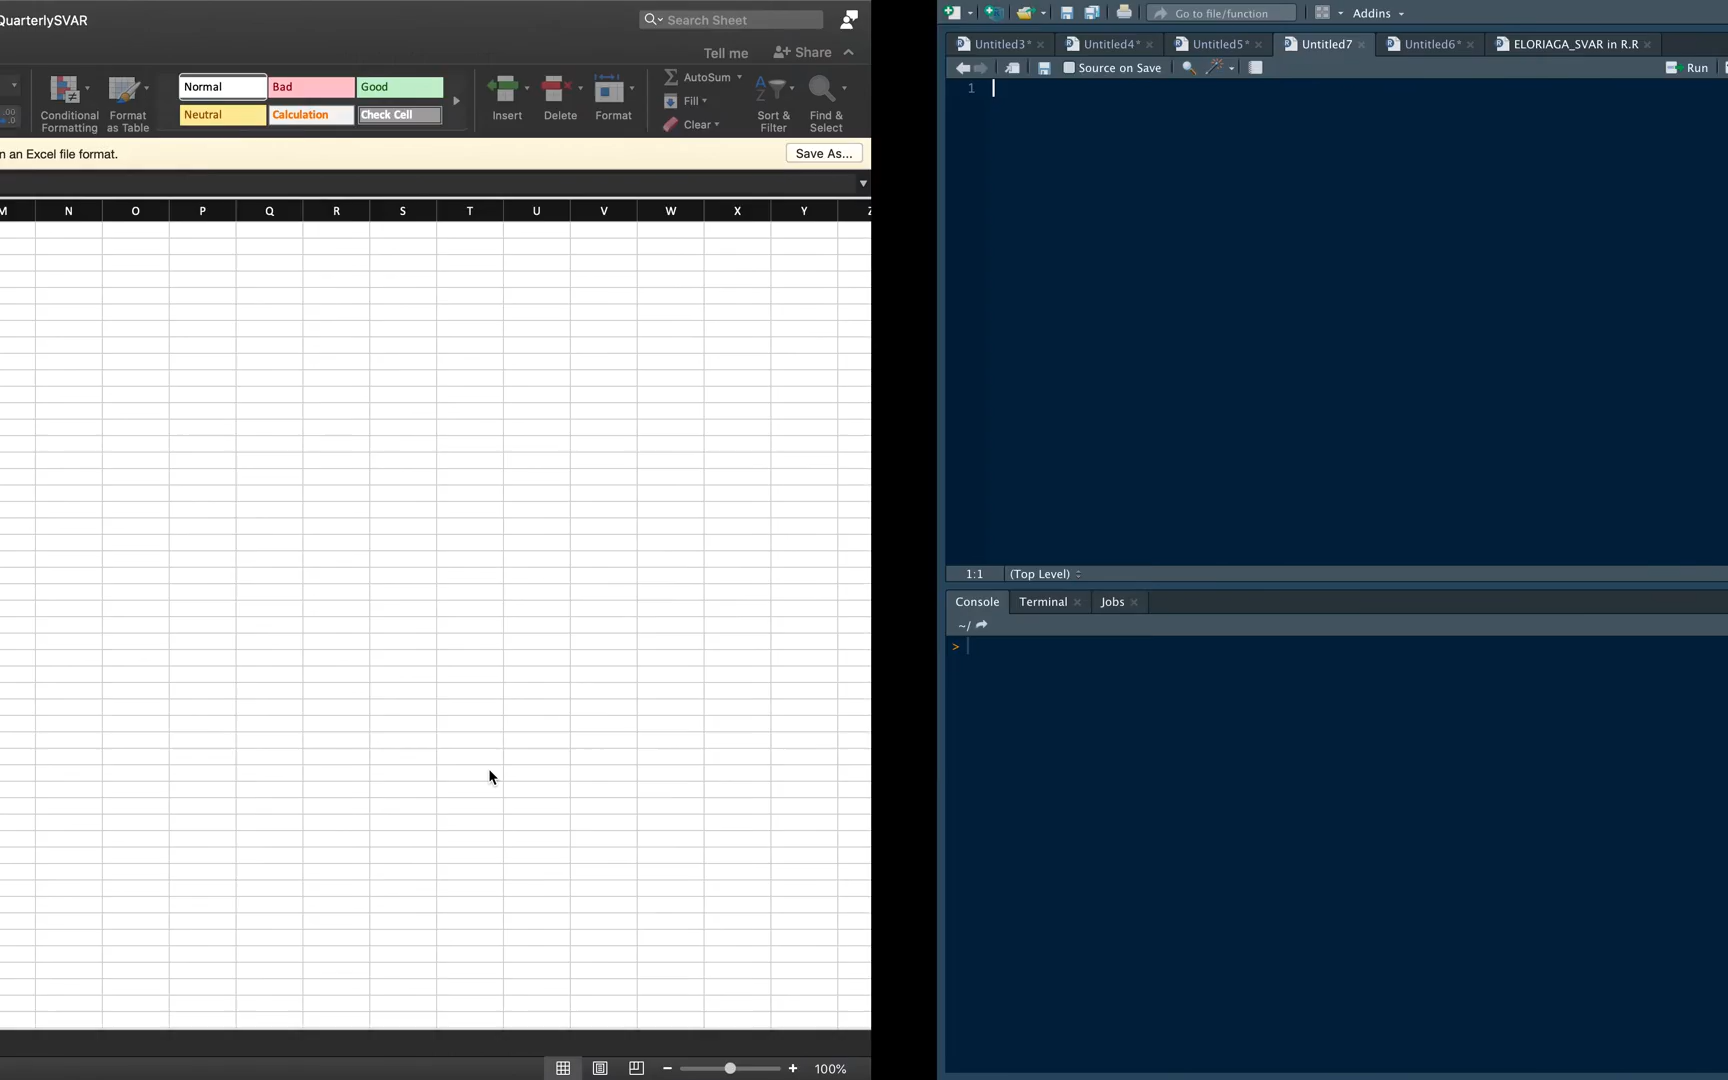 QuarterlySVAR
Search Sheet
Tell me
Share
Conditional
Formatting
Format
as Table
Normal
Bad
Good
Neutral
Calculation
Check Cell
Insert
Delete
Format
AutoSum
Fill
Clear
Sort &
Filter
Find &
Select
.00
.0
n an Excel file format.
Save As...
M N O P Q R S T U V W X Y Z
100%
Go to file/function
Addins
Untitled3*
Untitled4*
Untitled5*
Untitled7
Untitled6*
ELORIAGA_SVAR in R.R
Source on Save
Run
1
1:1
(Top Level)
Console
Terminal
Jobs
~/
>